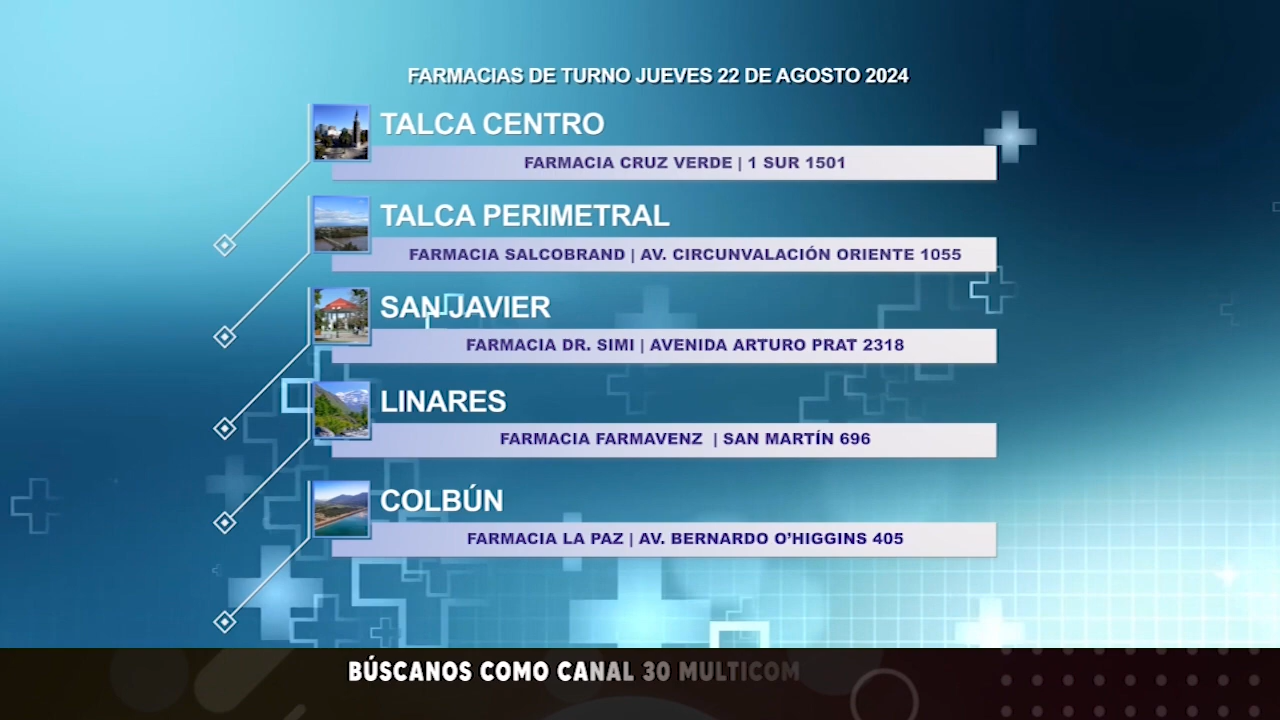 FARMACIAS DE TURNO JUEVES 22 DE AGOSTO 2024
TALCA CENTRO
FARMACIA CRUZ VERDE | 1 SUR 1501
TALCA PERIMETRAL
FARMACIA SALCOBRAND | AV. CIRCUNVALACIÓN ORIENTE 1055
SAN JAVIER
FARMACIA DR. SIMI | AVENIDA ARTURO PRAT 2318
LINARES
FARMACIA FARMAVENZ | SAN MARTÍN 696
COLBÚN
FARMACIA LA PAZ | AV. BERNARDO O’HIGGINS 405
BÚSCANOS COMO CANAL 30 MULTICOM